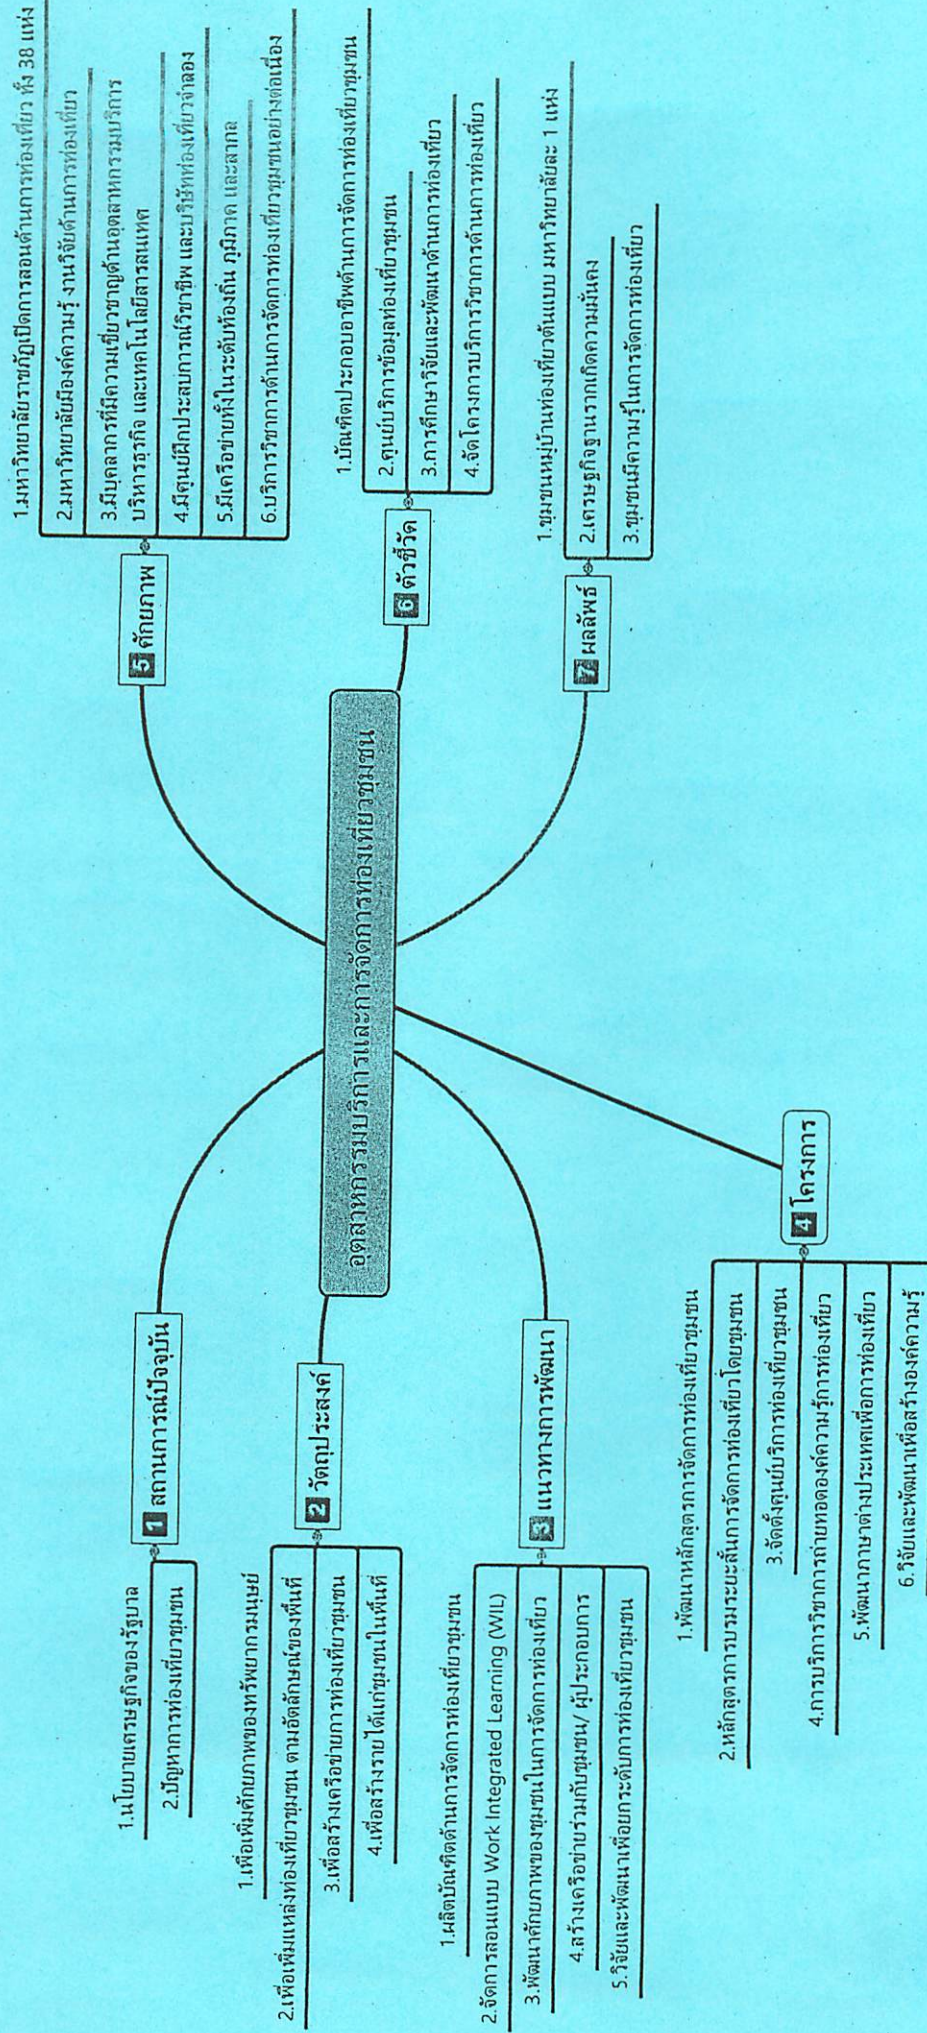 อุตสาหกรรมบริการและการจัดการท่องเที่ยวชุมชน
1 สถานการณ์ปัจจุบัน
1.นโยบายเศรษฐกิจของรัฐบาล
2.ปัญหาการท่องเที่ยวชุมชน
2 วัตถุประสงค์
1.เพื่อเพิ่มศักยภาพของทรัพยากรมนุษย์
2.เพื่อเพิ่มแหล่งท่องเที่ยวชุมชน ตามอัตลักษณ์ของพื้นที่
3.เพื่อสร้างเครือข่ายการท่องเที่ยวชุมชน
4.เพื่อสร้างรายได้แก่ชุมชนในพื้นที่
3 แนวทางการพัฒนา
1.ผลิตบัณฑิตด้านการจัดการท่องเที่ยวชุมชน
2.จัดการสอนแบบ Work Integrated Learning (WIL)
3.พัฒนาศักยภาพของชุมชนในการจัดการท่องเที่ยว
4.สร้างเครือข่ายร่วมกับชุมชน/ ผู้ประกอบการ
5.วิจัยและพัฒนาเพื่อยกระดับการท่องเที่ยวชุมชน
4 โครงการ
1.พัฒนาหลักสูตรการจัดการท่องเที่ยวชุมชน
2.หลักสูตรการบรมระยะสั้นการจัดการท่องเที่ยวโดยชุมชน
3.จัดตั้งศูนย์บริการท่องเที่ยวชุมชน
4.การบริการวิชาการถ่ายทอดองค์ความรู้การท่องเที่ยว
5.พัฒนาภาษาต่างประเทศเพื่อการท่องเที่ยว
6.วิจัยและพัฒนาเพื่อสร้างองค์ความรู้
5 ศักยภาพ
1.มหาวิทยาลัยราชภัฏเปิดการสอนด้านการท่องเที่ยว ทั้ง 38 แห่ง
2.มหาวิทยาลัยมีองค์ความรู้ งานวิจัยด้านการท่องเที่ยว
3.มีบุคลากรที่มีความเชี่ยวชาญด้านอุตสาหกรรมบริการ
บริหารธุรกิจ และเทคโนโลยีสารสนเทศ
4.มีศูนย์ฝึกประสบการณ์วิชาชีพ และบริษัทท่องเที่ยวจำลอง
5.มีเครือข่ายทั้งในระดับท้องถิ่น ภูมิภาค และสากล
6.บริการวิชาการด้านการจัดการท่องเที่ยวชุมชนอย่างต่อเนื่อง
6 ตัวชี้วัด
1.บัณฑิตประกอบอาชีพด้านการจัดการท่องเที่ยวชุมชน
2.ศูนย์บริการข้อมูลท่องเที่ยวชุมชน
3.การศึกษาวิจัยและพัฒนาด้านการท่องเที่ยว
4.จัดโครงการบริการวิชาการด้านการท่องเที่ยว
7 ผลลัพธ์
1.ชุมชนหมู่บ้านท่องเที่ยวต้นแบบ มหาวิทยาลัยละ 1 แห่ง
2.เศรษฐกิจฐานรากเกิดความมั่นคง
3.ชุมชนมีความรู้ในการจัดการท่องเที่ยว